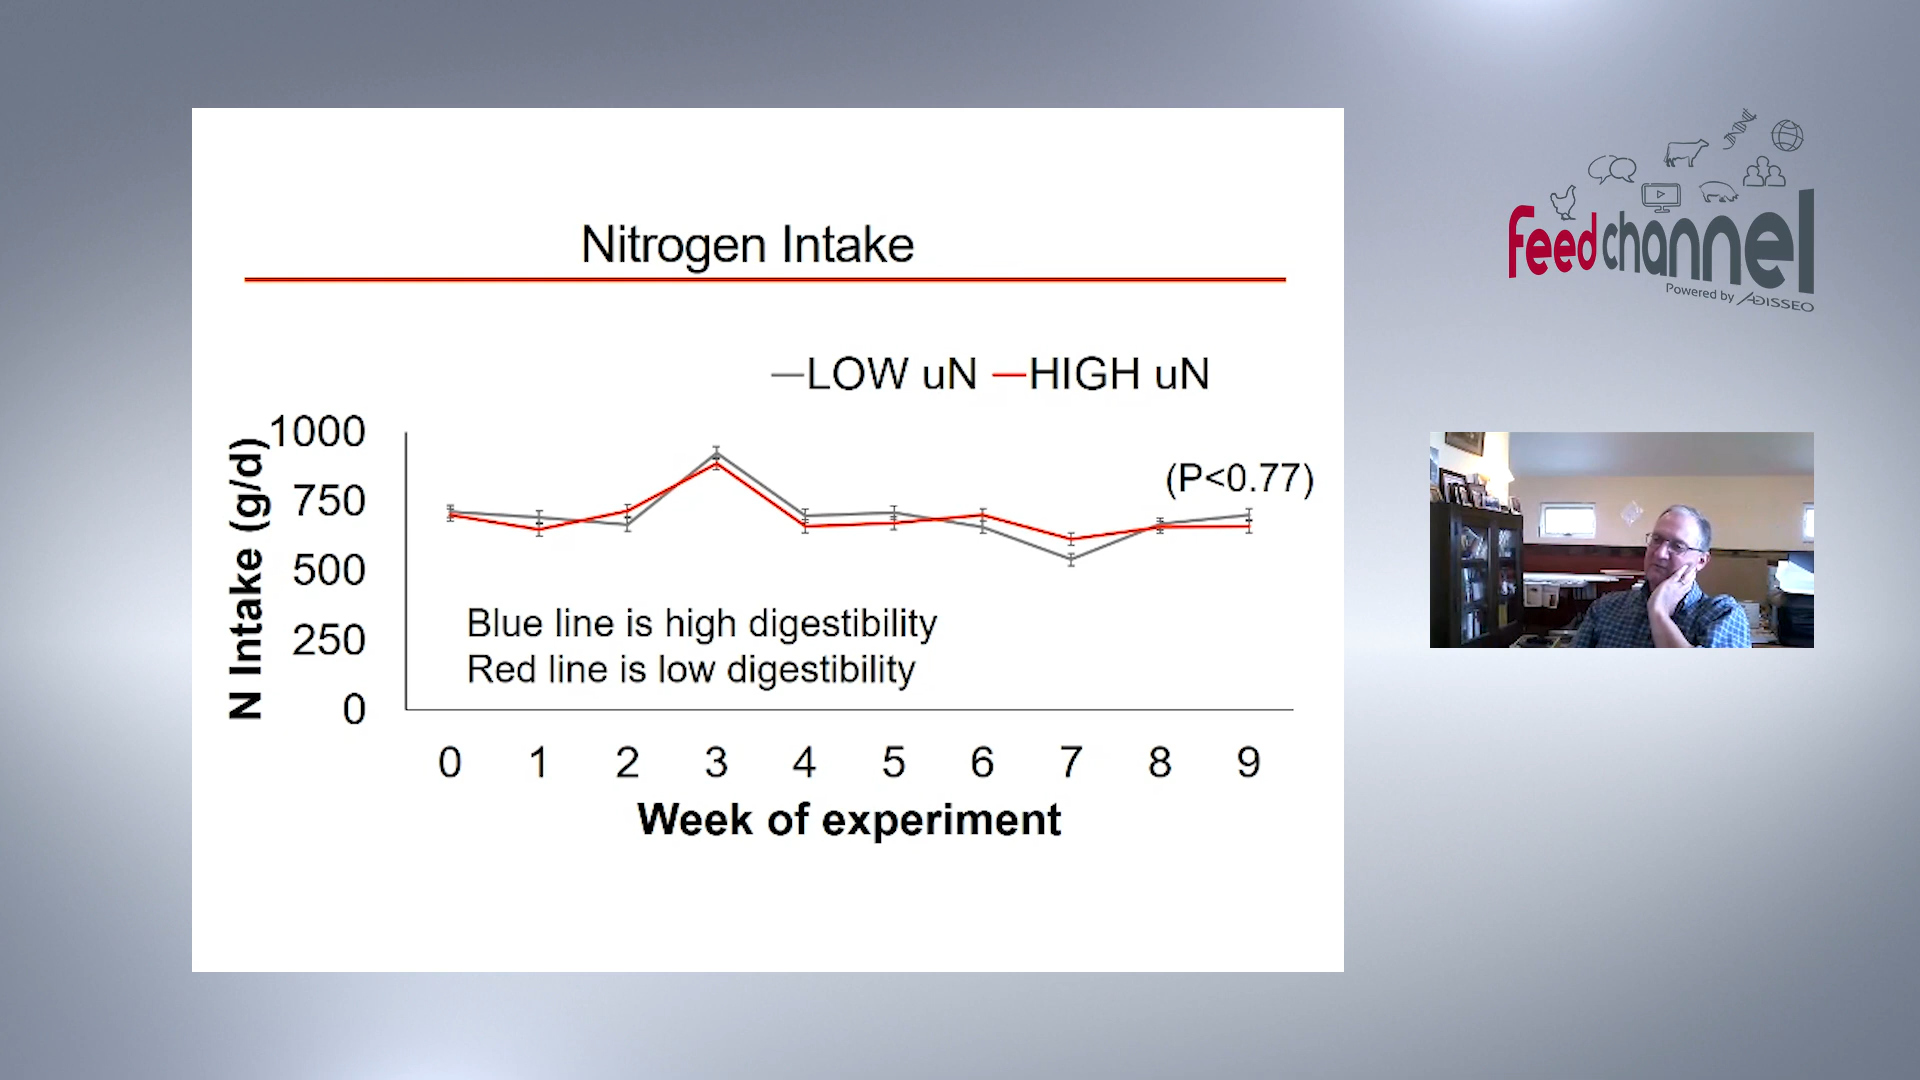 Nitrogen Intake
LOW uN HIGH uN
(P<0.77)
N Intake (g/d)
1000
750
500
250
0
Blue line is high digestibility
Red line is low digestibility
0 1 2 3 4 5 6 7 8 9
Week of experiment
feedchannel
Powered by ADISSEO